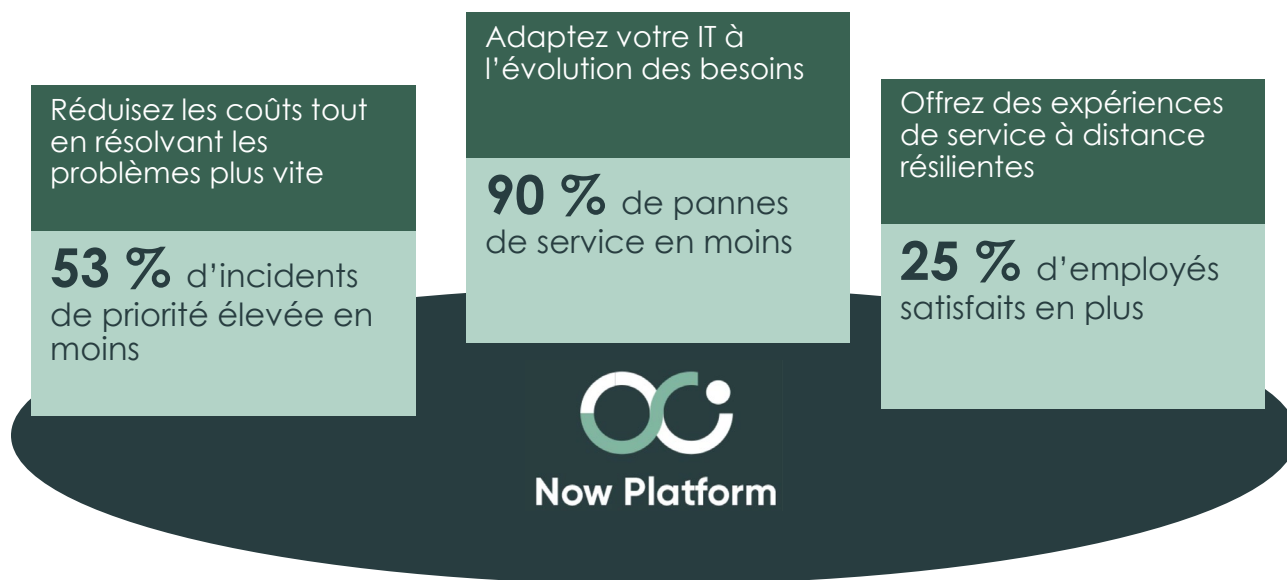 Réduisez les coûts tout
en résolvant les
problèmes plus vite
53 % d’incidents
de priorité élevée en
moins
Adaptez votre IT à
l’évolution des besoins
90 % de pannes
de service en moins
Offrez des expériences
de service à distance
résilientes
25 % d’employés
satisfaits en plus
Now Platform